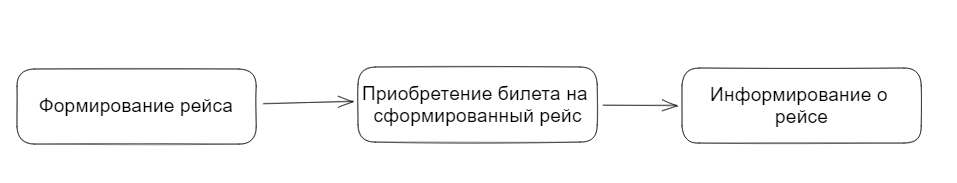 Формирование рейса
Приобретение билета на
сформированный рейс
Информирование о
рейсе